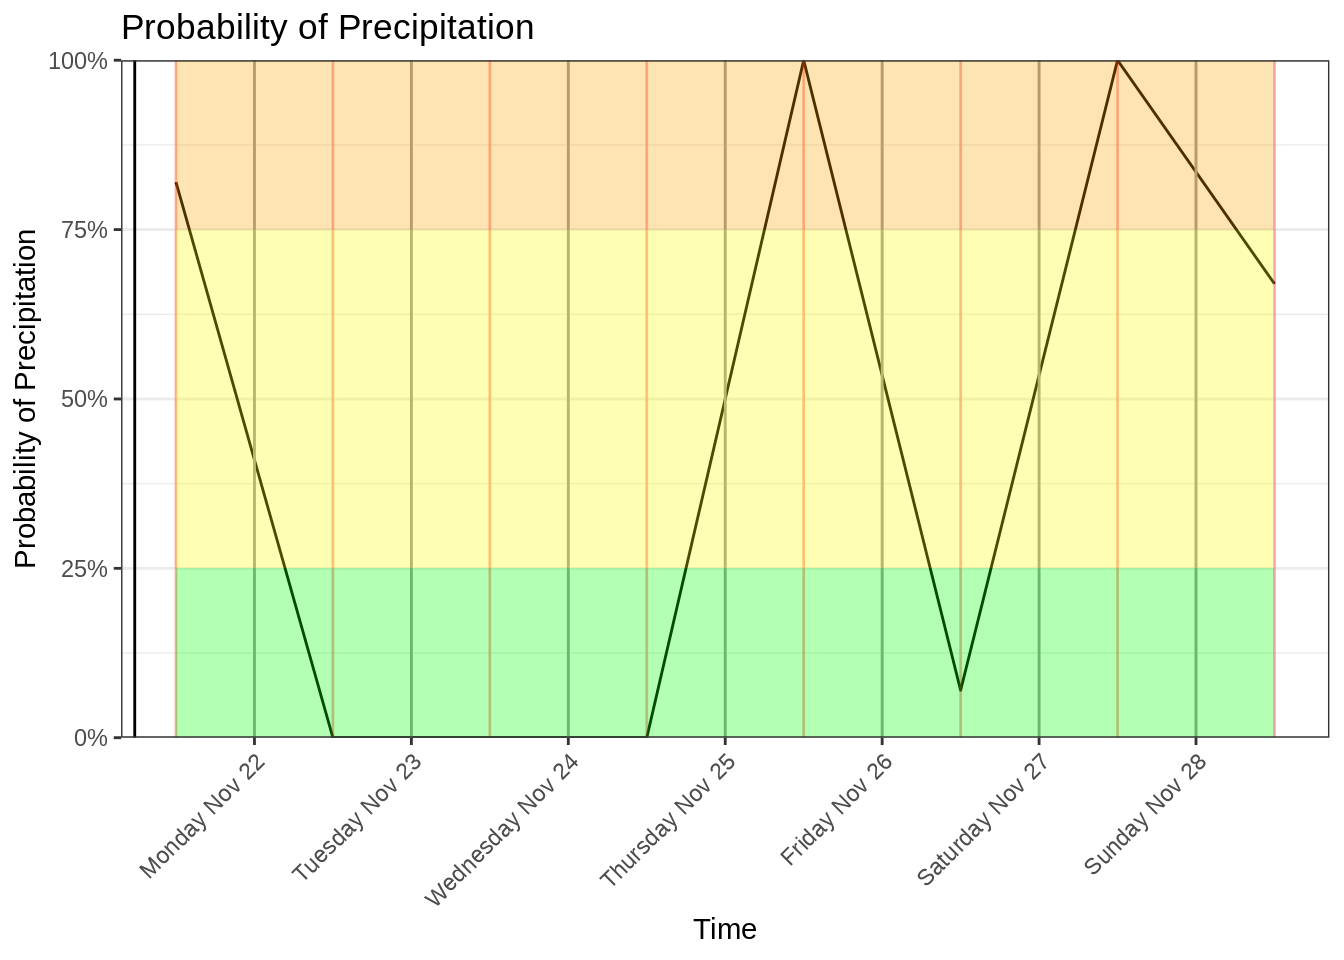 Probability of Precipitation
Probability of Precipitation
100%
75%
50%
25%
0%
Monday Nov 22
Tuesday Nov 23
Wednesday Nov 24
Thursday Nov 25
Friday Nov 26
Saturday Nov 27
Sunday Nov 28
Time